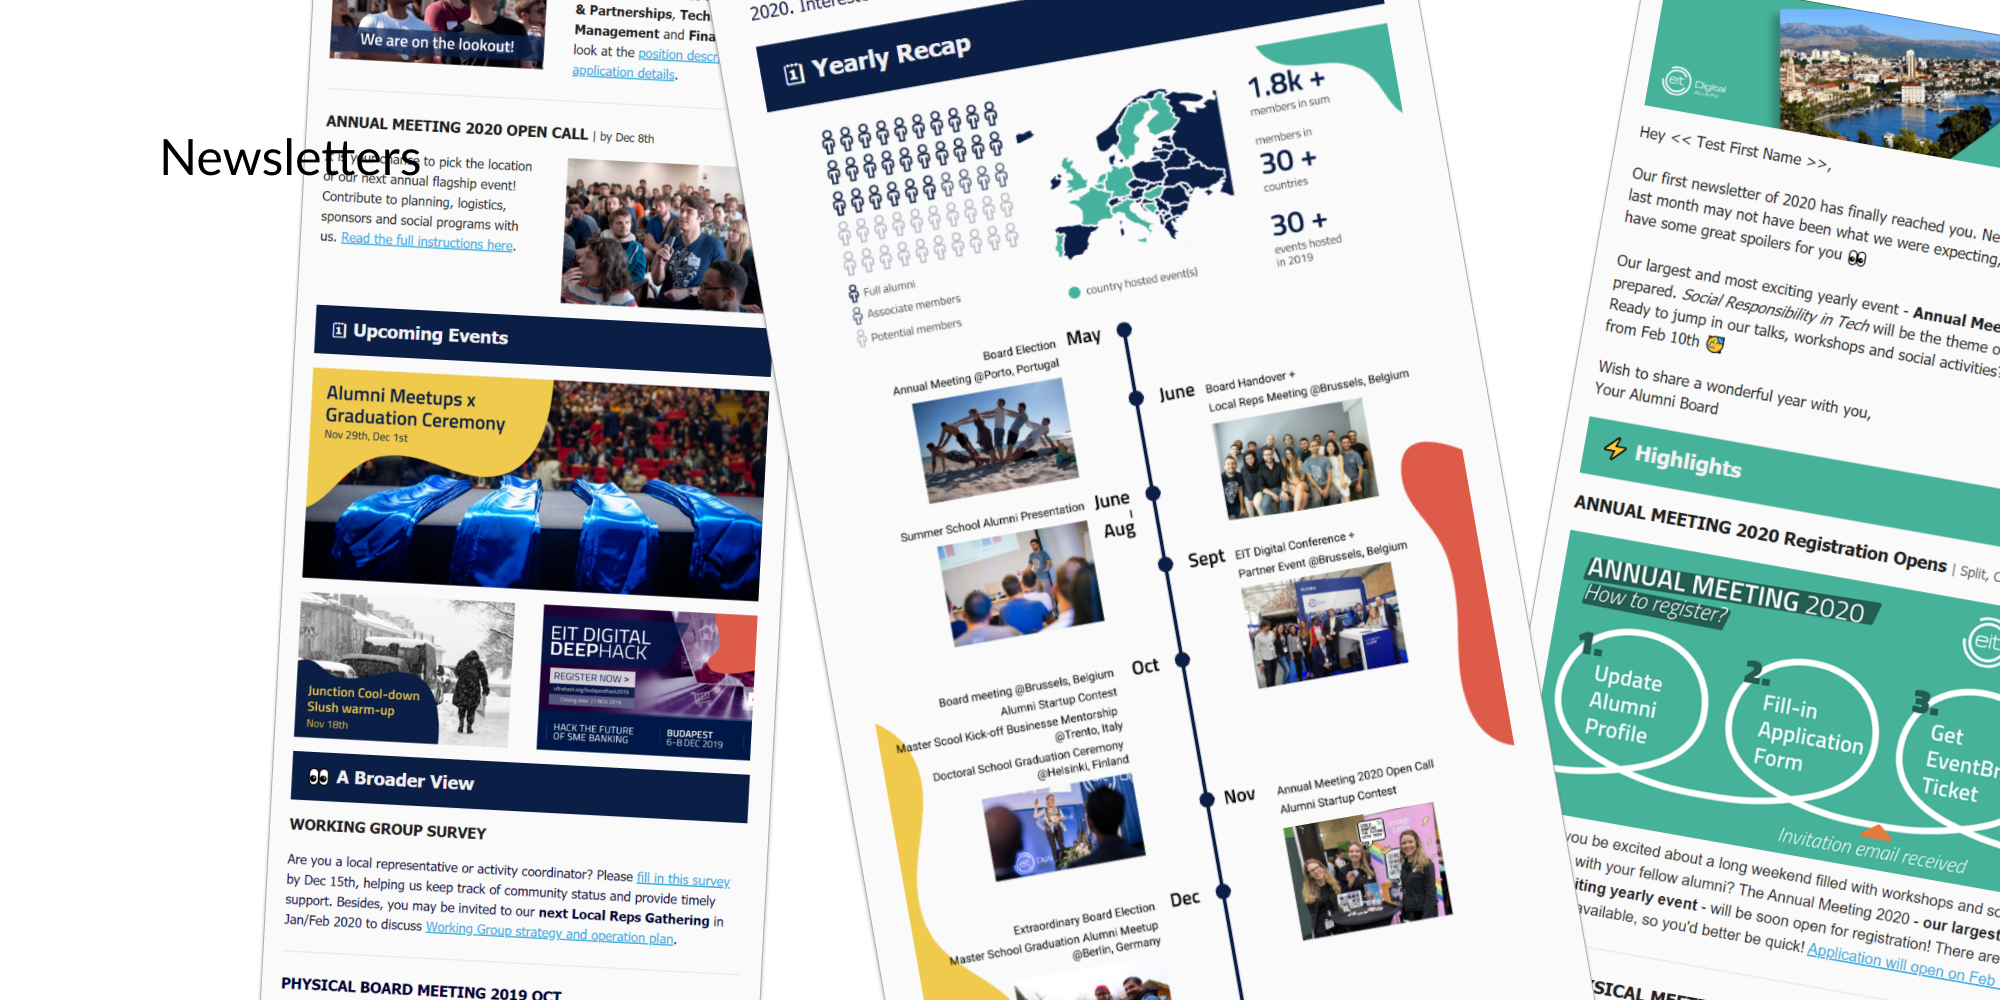 Newsletters
We are on the lookout!
& Partnerships, Tech
Management and Fina
look at the position descr
application details.
ANNUAL MEETING 2020 OPEN CALL | by Dec 8th
is your chance to pick the location
or our next annual flagship event!
Contribute to planning, logistics,
sponsors and social programs with
us. Read the full instructions here.
Upcoming Events
Alumni Meetups x
Graduation Ceremony
Nov 29th, Dec 1st
Junction Cool-down
Slush warm-up
Nov 18th
EIT DIGITAL
DEEPHACK
REGISTER NOW >
ultrahack.org/budapesthack2019
Closing date: 21 NOV 2019
HACK THE FUTURE
OF SME BANKING
BUDAPEST
6-8 DEC 2019
👀 A Broader View
WORKING GROUP SURVEY
Are you a local representative or activity coordinator? Please fill in this survey
by Dec 15th, helping us keep track of community status and provide timely
support. Besides, you may be invited to our next Local Reps Gathering in
Jan/Feb 2020 to discuss Working Group strategy and operation plan.
PHYSICAL BOARD MEETING 2019 OCT
2020. Interest
Yearly Recap
1.8k +
members in sum
members in
30 +
countries
30 +
events hosted
in 2019
Full alumni
Associate members
Potential members
country hosted event(s)
May
Board Election
Annual Meeting @Porto, Portugal
June
Board Handover +
Local Reps Meeting @Brussels, Belgium
June
Aug
Summer School Alumni Presentation
Sept
EIT Digital Conference +
Partner Event @Brussels, Belgium
Oct
Board meeting @Brussels, Belgium
Alumni Startup Contest
Master Scool Kick-off Businesse Mentorship
@Trento, Italy
Doctoral School Graduation Ceremony
@Helsinki, Finland
Nov
Annual Meeting 2020 Open Call
Alumni Startup Contest
Dec
Extraordinary Board Election
Master School Graduation Alumni Meetup
@Berlin, Germany
eit Digital
ALUMNI
Hey << Test First Name >>,
Our first newsletter of 2020 has finally reached you. Ne
last month may not have been what we were expecting,
have some great spoilers for you 👀
Our largest and most exciting yearly event - Annual Mee
prepared. Social Responsibility in Tech will be the theme o
Ready to jump in our talks, workshops and social activities?
from Feb 10th
Wish to share a wonderful year with you,
Your Alumni Board
⚡ Highlights
ANNUAL MEETING 2020 Registration Opens | Split, C
ANNUAL MEETING 2020
How to register?
eit
1.
Update
Alumni
Profile
2.
Fill-in
Application
Form
3.
Get
EventBr
Ticket
Invitation email received
you be excited about a long weekend filled with workshops and so
with your fellow alumni? The Annual Meeting 2020 - our largest
iting yearly event - will be soon open for registration! There are
available, so you'd better be quick! Application will open on Feb
SICAL MEET